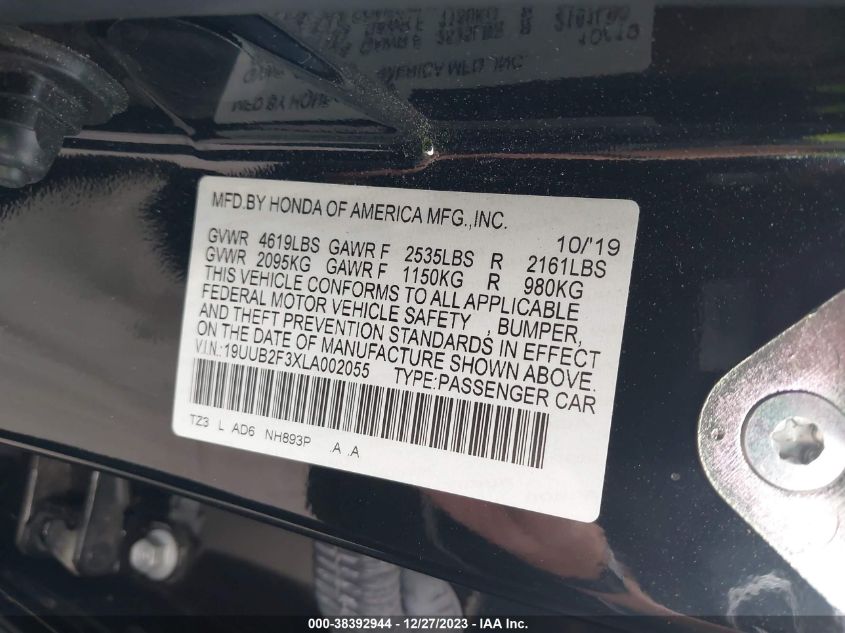 MFD.BY HONDA OF AMERICA MFG.,INC.
10/'19
GVWR 4619LBS GAWR F 2535LBS R 2161LBS
GVWR 2095KG GAWR F 1150KG R 980KG
THIS VEHICLE CONFORMS TO ALL APPLICABLE
FEDERAL MOTOR VEHICLE SAFETY , BUMPER,
AND THEFT PREVENTION STANDARDS IN EFFECT
ON THE DATE OF MANUFACTURE SHOWN ABOVE.
V.I.N.:19UUB2F3XLA002055 TYPE:PASSENGER CAR
TZ3 L AD6 NH893P .A .A
000-38392944 - 12/27/2023 - IAA Inc.